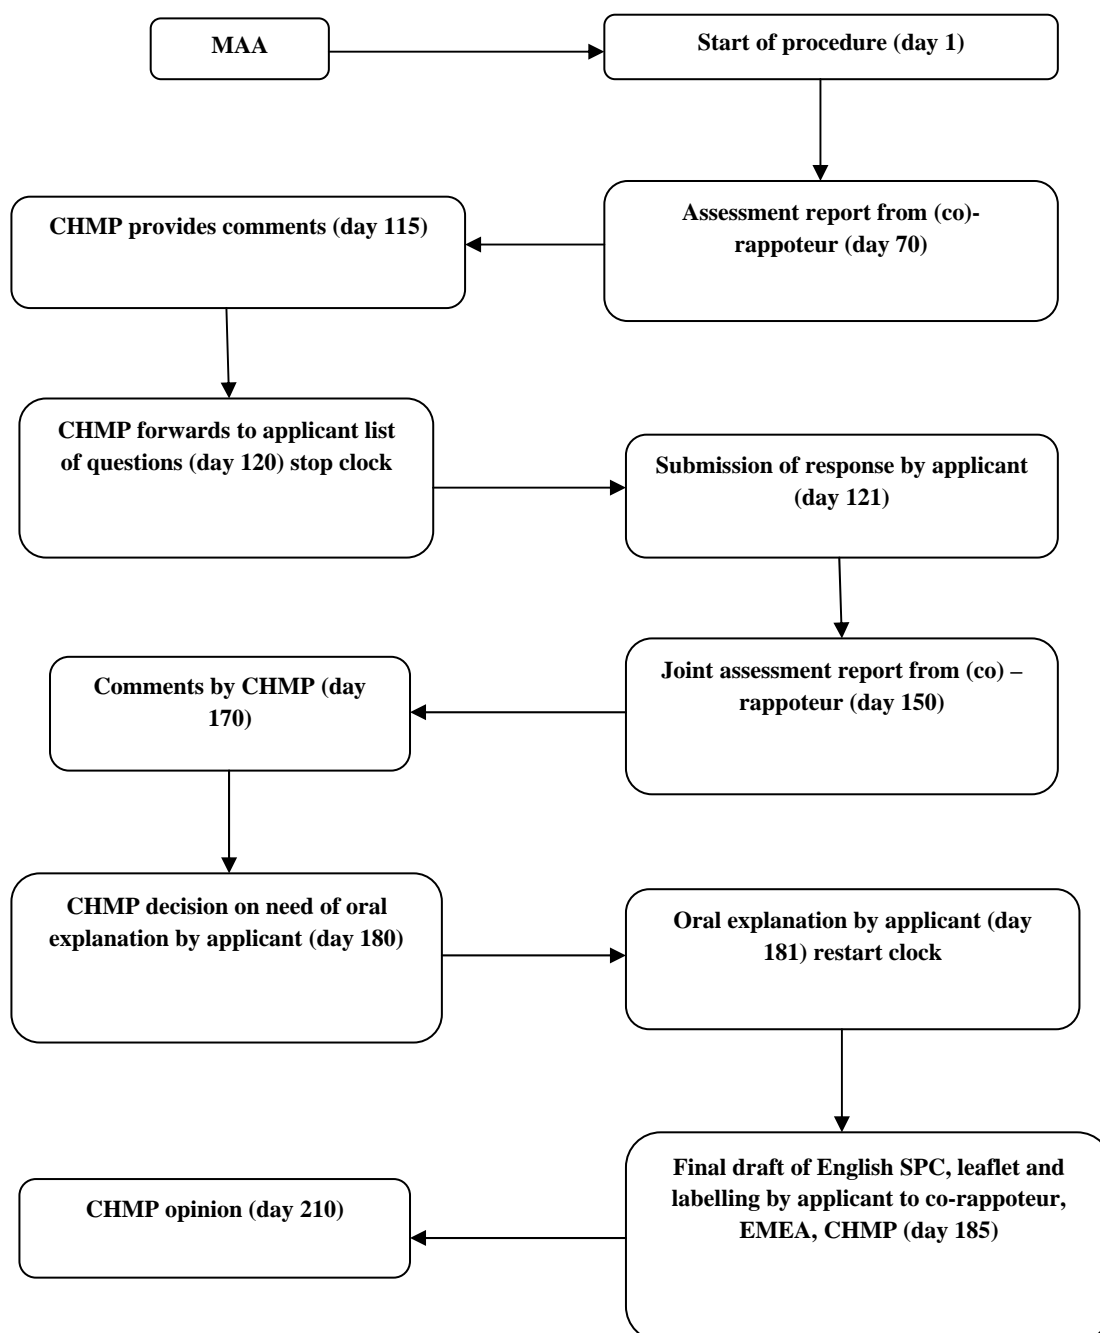 MAA
Start of procedure (day 1)
Assessment report from (co)-
rappoteur (day 70)
CHMP provides comments (day 115)
CHMP forwards to applicant list
of questions (day 120) stop clock
Submission of response by applicant
(day 121)
Joint assessment report from (co) –
rappoteur (day 150)
Comments by CHMP (day
170)
CHMP decision on need of oral
explanation by applicant (day 180)
Oral explanation by applicant (day
181) restart clock
Final draft of English SPC, leaflet and
labelling by applicant to co-rappoteur,
EMEA, CHMP (day 185)
CHMP opinion (day 210)